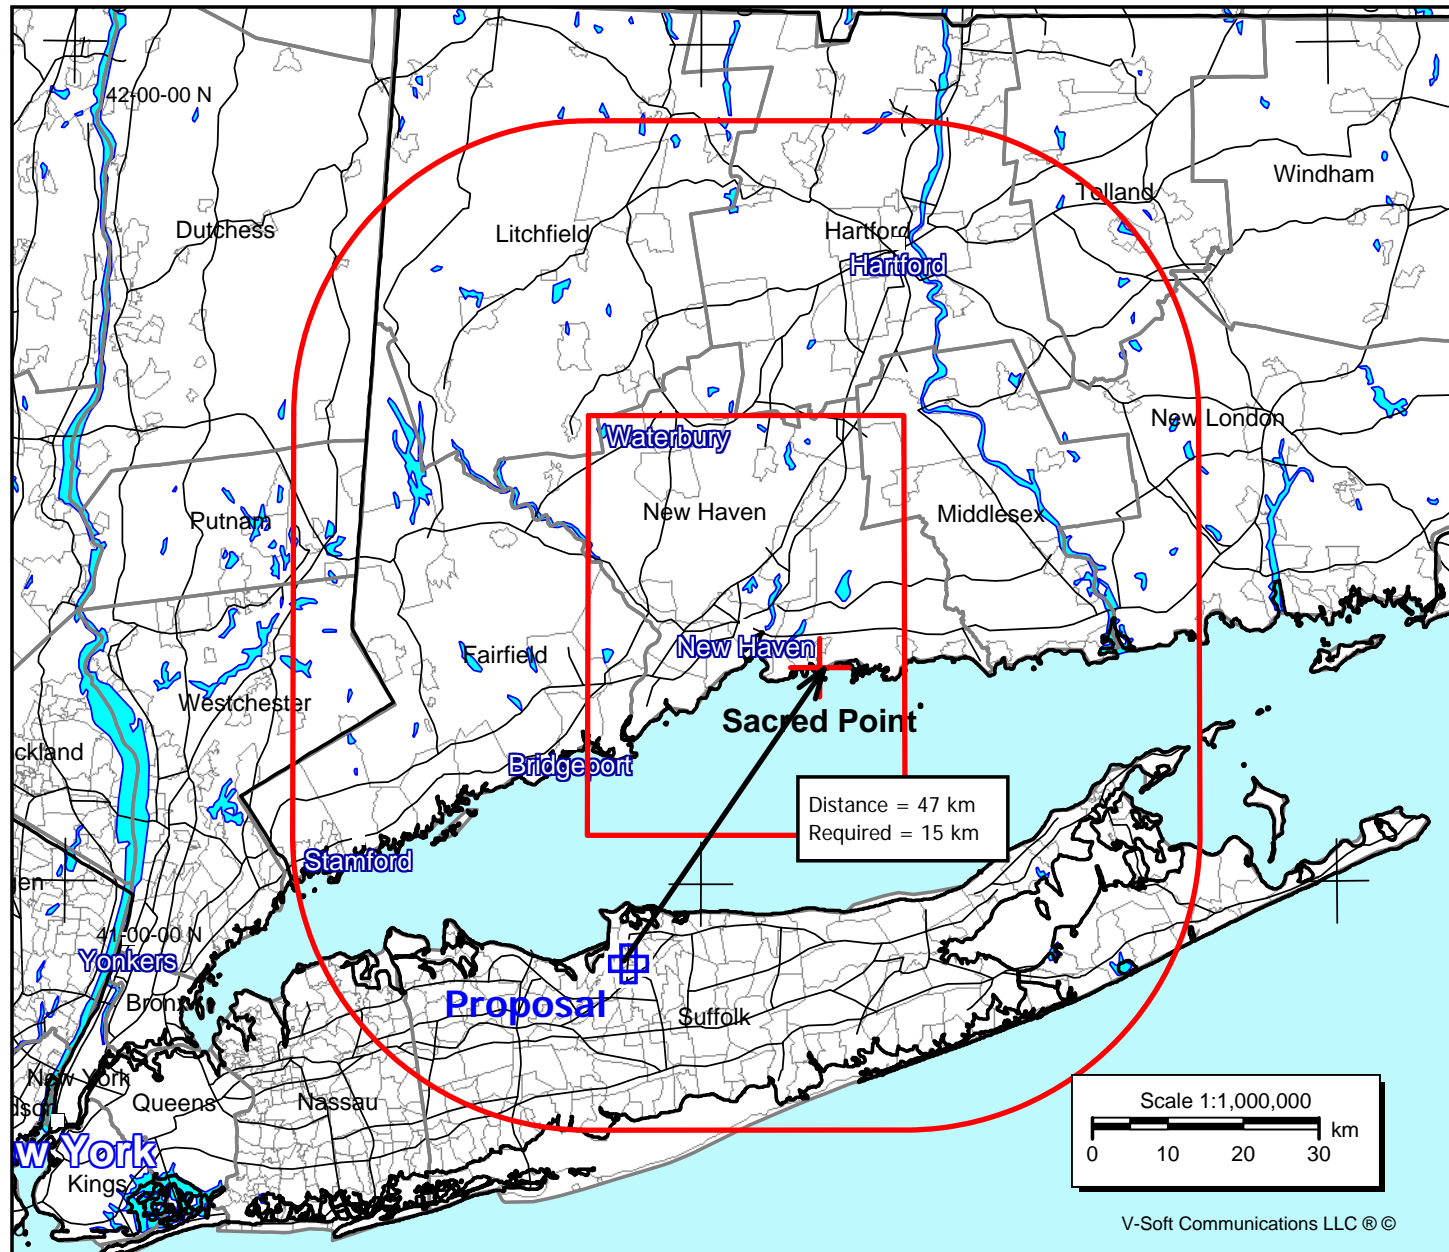 42-00-00 N
Windham
Tolland
Dutchess
Litchfield
Hartford
Hartford
New London
Waterbury
New Haven
Middlesex
Putnam
New Haven
Fairfield
Westchester
Sacred Point
ckland
Bridgeport
Distance = 47 km
Required = 15 km
Stamford
gen
41-00-00 N
Yonkers
Bronx
Proposal
Suffolk
New York
Queens
Nassau
dson
w York
Kings
Scale 1:1,000,000
km
0 10 20 30
V-Soft Communications LLC ® ©